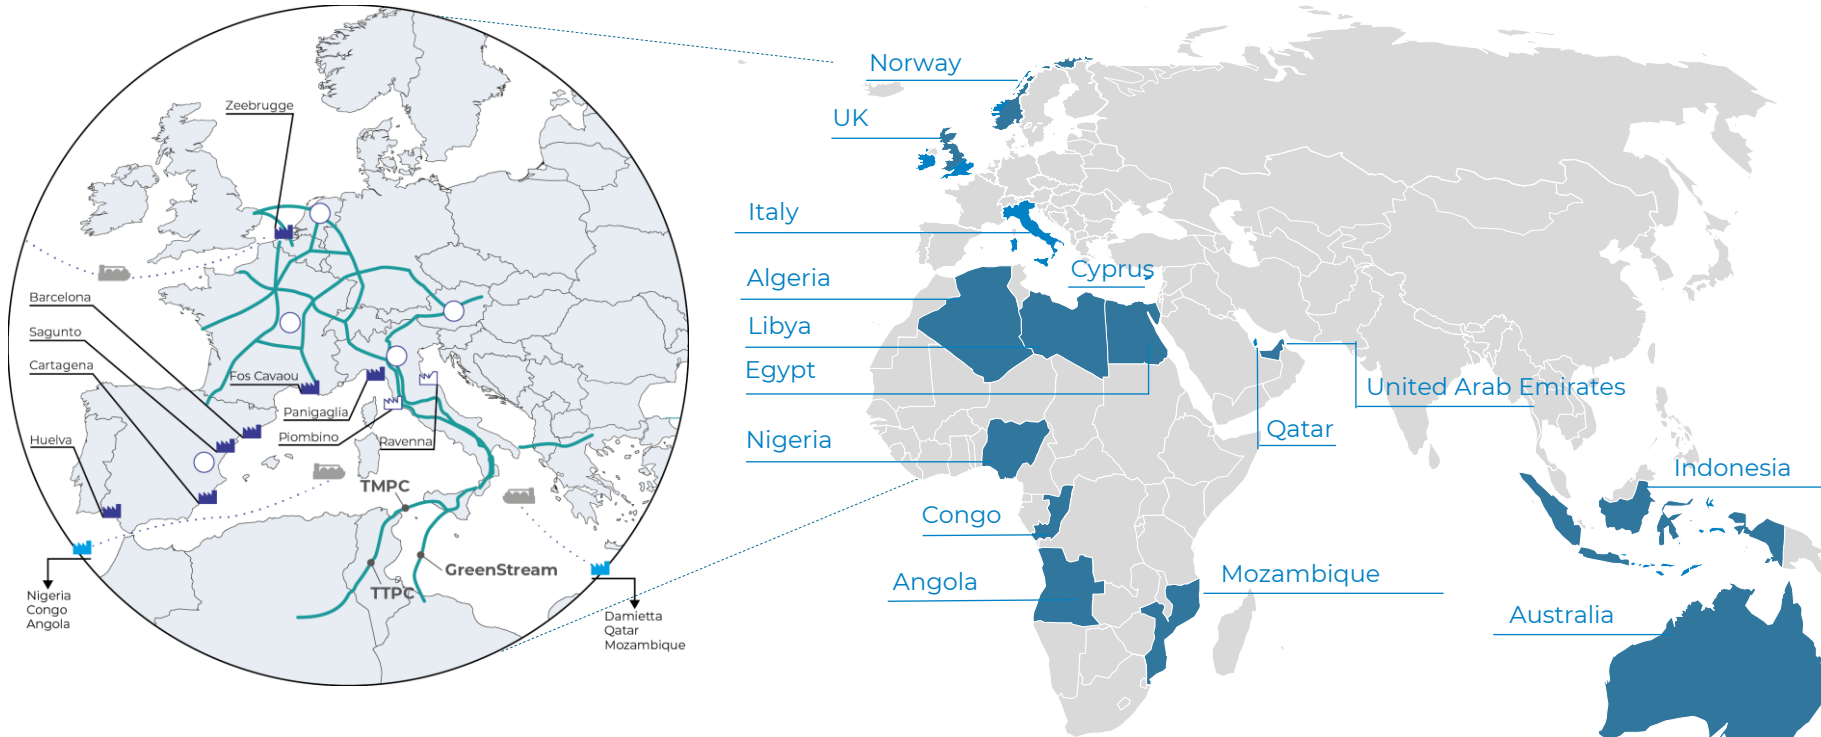 Zeebrugge
Barcelona
Sagunto
Cartagena
Huelva
Fos Cavaou
Panigaglia
Piombino
Ravenna
TMPC
GreenStream
TTPC
Nigeria
Congo
Angola
Damietta
Qatar
Mozambique
Norway
UK
Italy
Cyprus
Algeria
Libya
Egypt
United Arab Emirates
Qatar
Nigeria
Indonesia
Congo
Angola
Mozambique
Australia